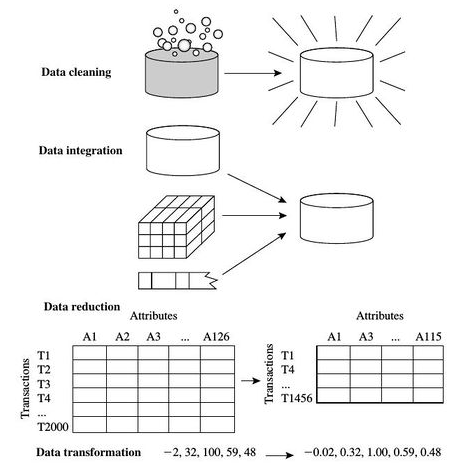 Data cleaning
Data integration
Data reduction
Attributes
A1 A2 A3 ... A126
Transactions
T1
T2
T3
T4
...
T2000
Attributes
A1 A3 ... A115
Transactions
T1
T4
...
T1456
Data transformation −2, 32, 100, 59, 48 −0.02, 0.32, 1.00, 0.59, 0.48